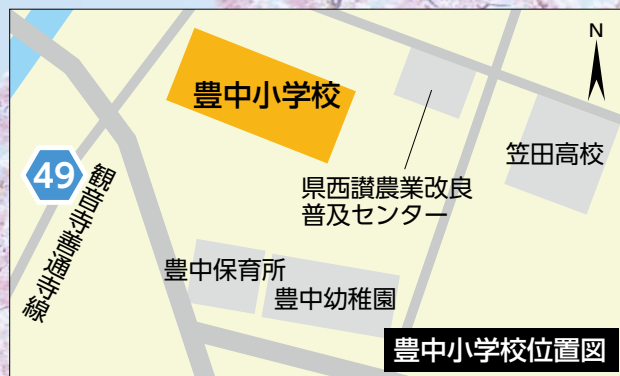 N
豊中小学校
笠田高校
県西讃農業改良
普及センター
49
観音寺善通寺線
豊中保育所
豊中幼稚園
豊中小学校位置図